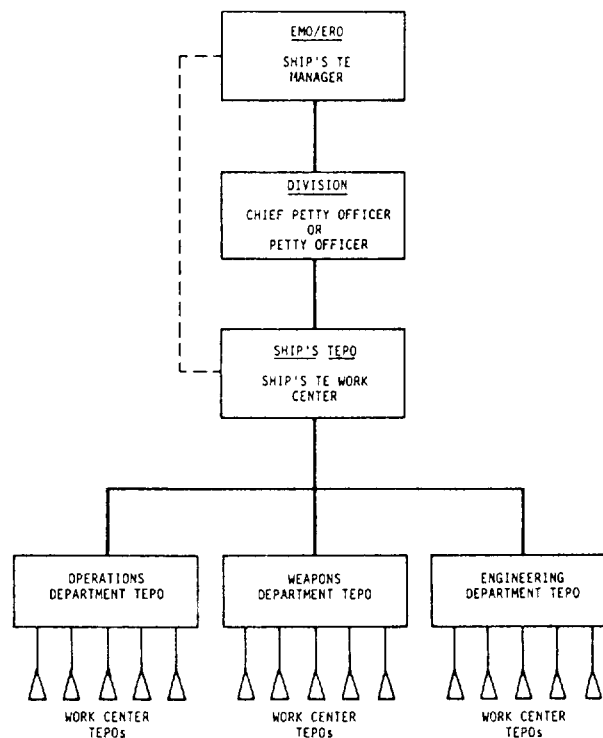 EMO/ERO
SHIP'S TE
MANAGER
DIVISION
CHIEF PETTY OFFICER
OR
PETTY OFFICER
SHIP'S TEPO
SHIP'S TE WORK
CENTER
OPERATIONS
DEPARTMENT TEPO
WEAPONS
DEPARTMENT TEPO
ENGINEERING
DEPARTMENT TEPO
WORK CENTER
TEPOs
WORK CENTER
TEPOs
WORK CENTER
TEPOs